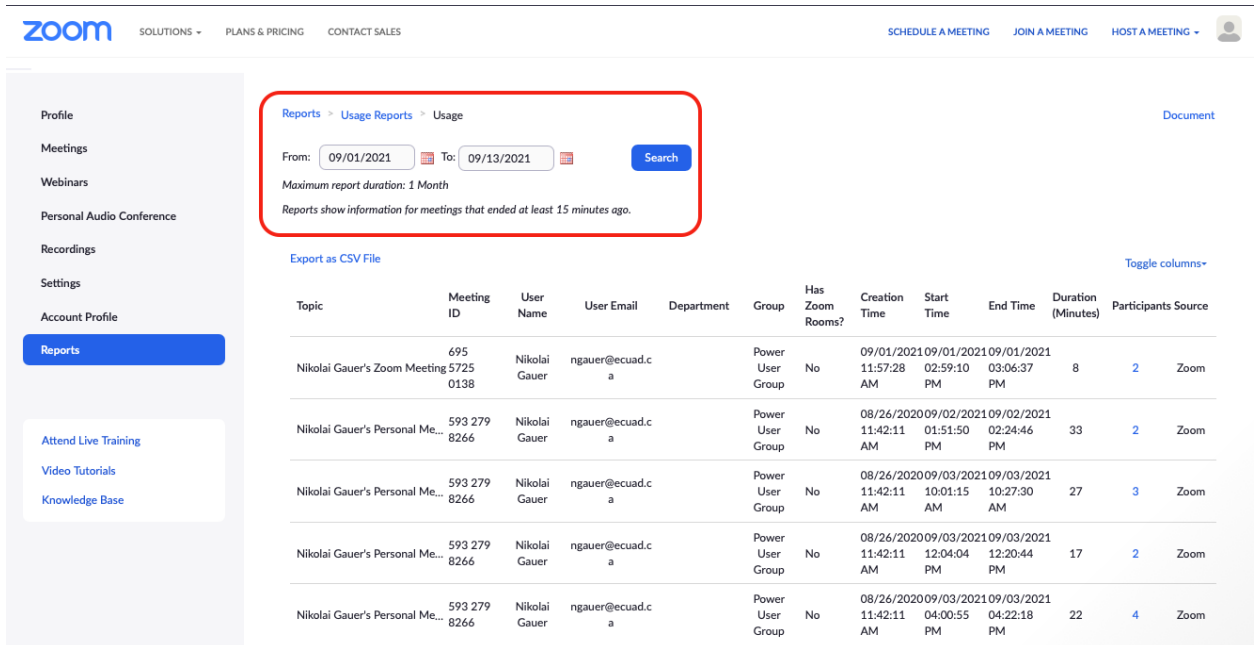 zoom SOLUTIONS PLANS & PRICING CONTACT SALES SCHEDULE A MEETING JOIN A MEETING HOST A MEETING
Profile
Meetings
Webinars
Personal Audio Conference
Recordings
Settings
Account Profile
Reports
Attend Live Training
Video Tutorials
Knowledge Base
Reports > Usage Reports > Usage
Document
From: 09/01/2021 To: 09/13/2021 Search
Maximum report duration: 1 Month
Reports show information for meetings that ended at least 15 minutes ago.
Export as CSV File
Toggle columns
Topic Meeting ID User Name User Email Department Group Has Zoom Rooms? Creation Time Start Time End Time Duration (Minutes) Participants Source
Nikolai Gauer's Zoom Meeting 695 5725 0138 Nikolai Gauer ngauer@ecuad.ca Power User Group No 09/01/2021 11:57:28 AM 09/01/2021 02:59:10 PM 09/01/2021 03:06:37 PM 8 2 Zoom
Nikolai Gauer's Personal Me... 593 279 8266 Nikolai Gauer ngauer@ecuad.ca Power User Group No 08/26/2020 11:42:11 AM 09/02/2021 01:51:50 PM 09/02/2021 02:24:46 PM 33 2 Zoom
Nikolai Gauer's Personal Me... 593 279 8266 Nikolai Gauer ngauer@ecuad.ca Power User Group No 08/26/2020 11:42:11 AM 09/03/2021 10:01:15 AM 09/03/2021 10:27:30 AM 27 3 Zoom
Nikolai Gauer's Personal Me... 593 279 8266 Nikolai Gauer ngauer@ecuad.ca Power User Group No 08/26/2020 11:42:11 AM 09/03/2021 12:04:04 PM 09/03/2021 12:20:44 PM 17 2 Zoom
Nikolai Gauer's Personal Me... 593 279 8266 Nikolai Gauer ngauer@ecuad.ca Power User Group No 08/26/2020 11:42:11 AM 09/03/2021 04:00:55 PM 09/03/2021 04:22:18 PM 22 4 Zoom